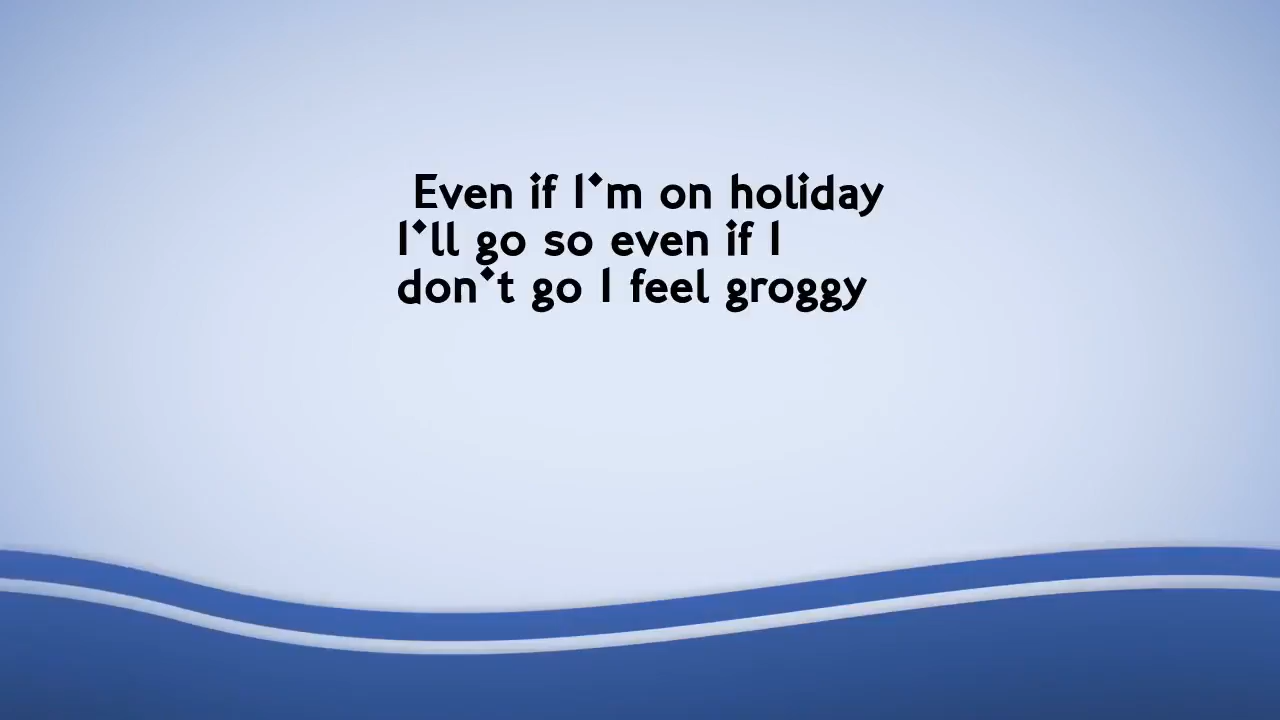 Even if I'm on holiday
I'll go so even if I
don't go I feel groggy